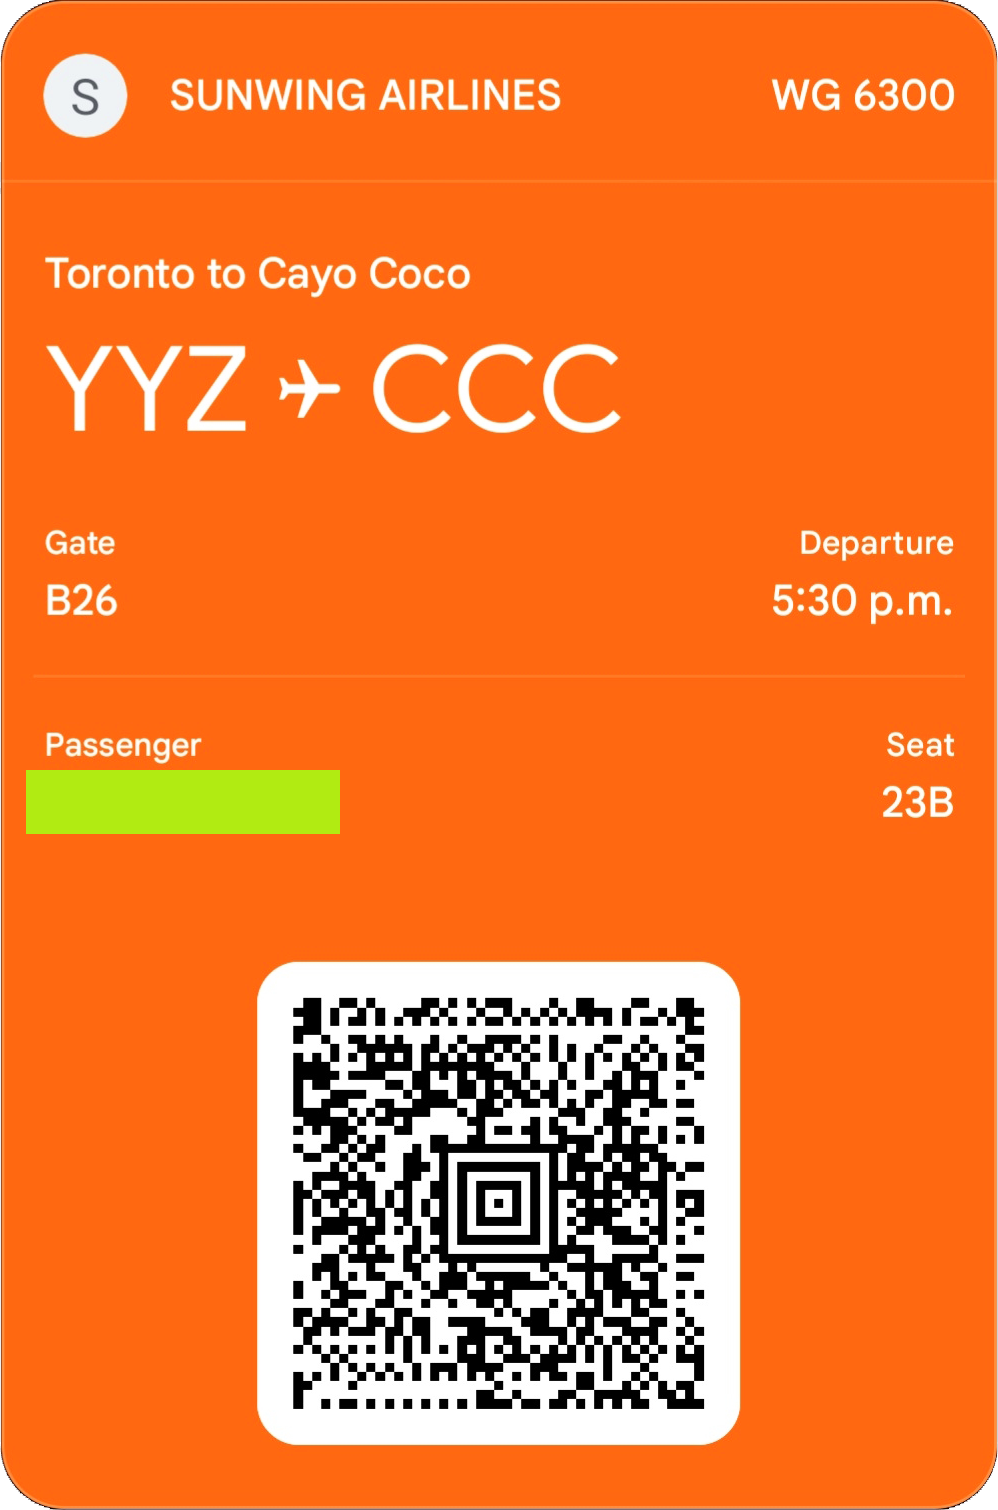 S SUNWING AIRLINES WG 6300
Toronto to Cayo Coco
YYZ CCC
Gate Departure
B26 5:30 p.m.
Passenger Seat
23B